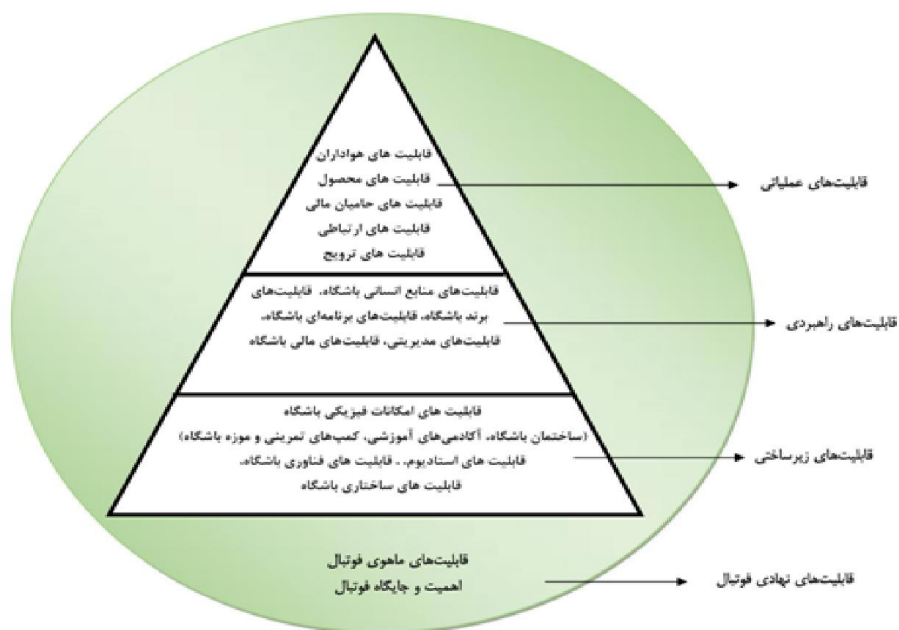 قابلیت های هواداران
قابلیت های محصول
قابلیت های حامیان مالی
قابلیت های ارتباطی
قابلیت های ترویج
قابلیت‌های عملیاتی
قابلیت‌های منابع انسانی باشگاه، قابلیت‌های
برند باشگاه، قابلیت‌های برنامه‌ای باشگاه،
قابلیت‌های مدیریتی، قابلیت‌های مالی باشگاه
قابلیت‌های راهبردی
قابلیت های امکانات فیزیکی باشگاه
(ساختمان باشگاه، آکادمی‌های آموزشی، کمپ‌های تمرینی و موزه باشگاه)
قابلیت های استادیوم، . قابلیت های فناوری باشگاه،
قابلیت های ساختاری باشگاه
قابلیت‌های زیرساختی
قابلیت‌های ماهوی فوتبال
اهمیت و جایگاه فوتبال
قابلیت‌های نهادی فوتبال